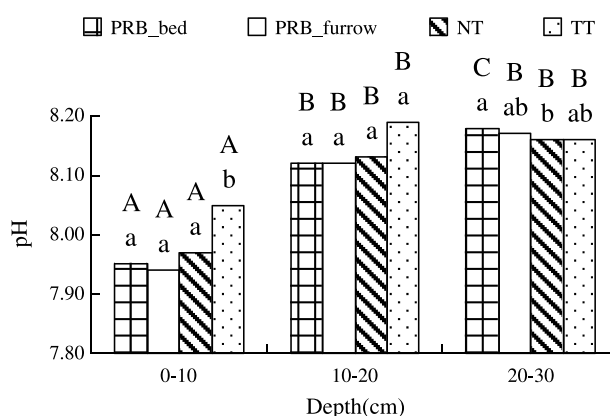 PRB_bed PRB_furrow NT TT
C B B B
B B B B
a ab b ab
a a a a
A A A A
a a a b
8.20
8.10
8.00
7.90
7.80
pH
0-10 10-20 20-30
Depth(cm)